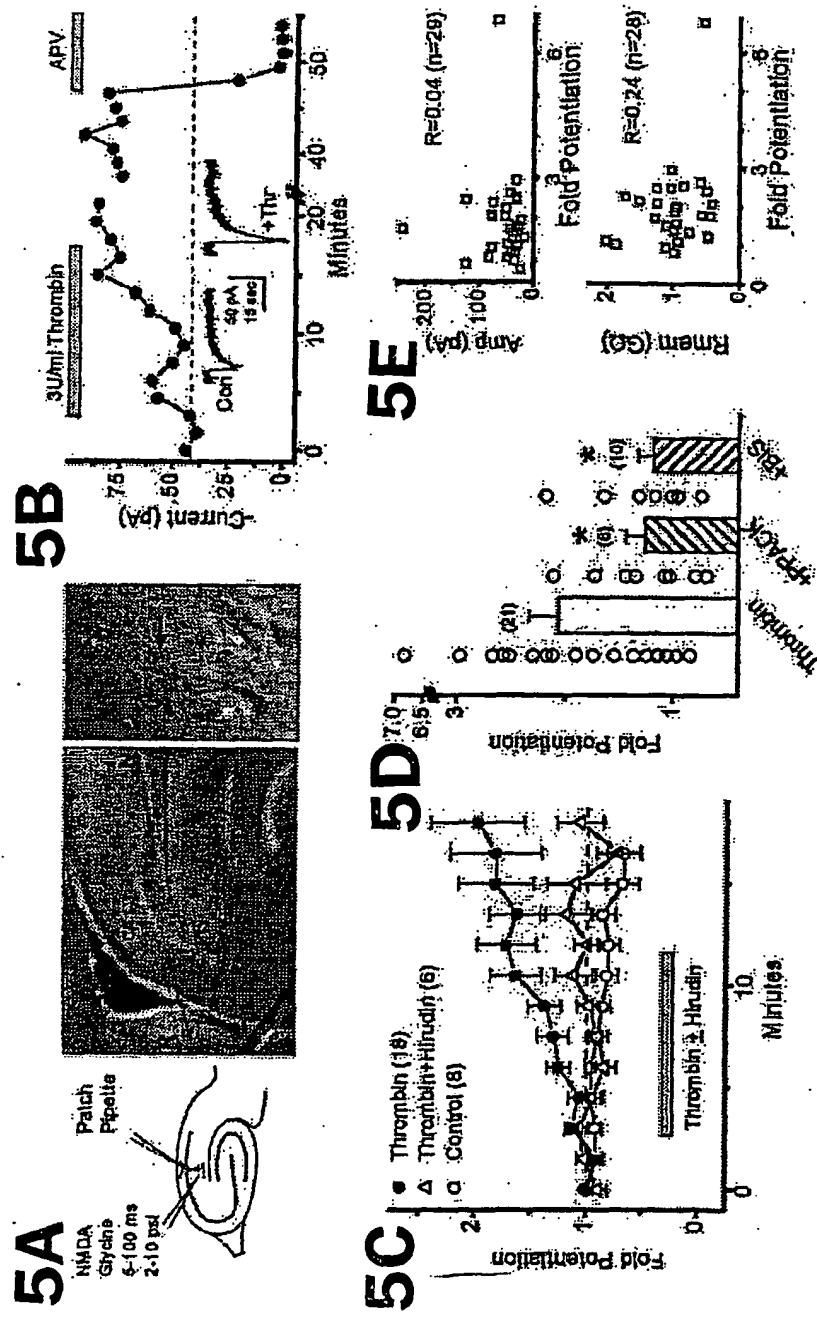 5A
NMDA
Glycine
6-100 ms
2-10 psi
Patch
Pipette
5B
3U/ml Thrombin
APV
-Current (pA)
75
50
25
0
Con
50 pA
15 sec
+Thr
0
10
20
40
50
Minutes
5C
Thrombin (18)
Thrombin+Hirudin (6)
Control (8)
Fold Potentiation
2
1
0
Thrombin ± Hirudin
0
10
Minutes
5D
Fold Potentiation
7.0
6.5
3
1
(21)
*
(8)
*
(10)
Thrombin
+PPACK
+BIS
5E
R=0.04 (n=29)
Amp (pA)
200
100
0
3
6
Fold Potentiation
R=0.24 (n=28)
Rmem (GΩ)
2
1
0
0
3
6
Fold Potentiation